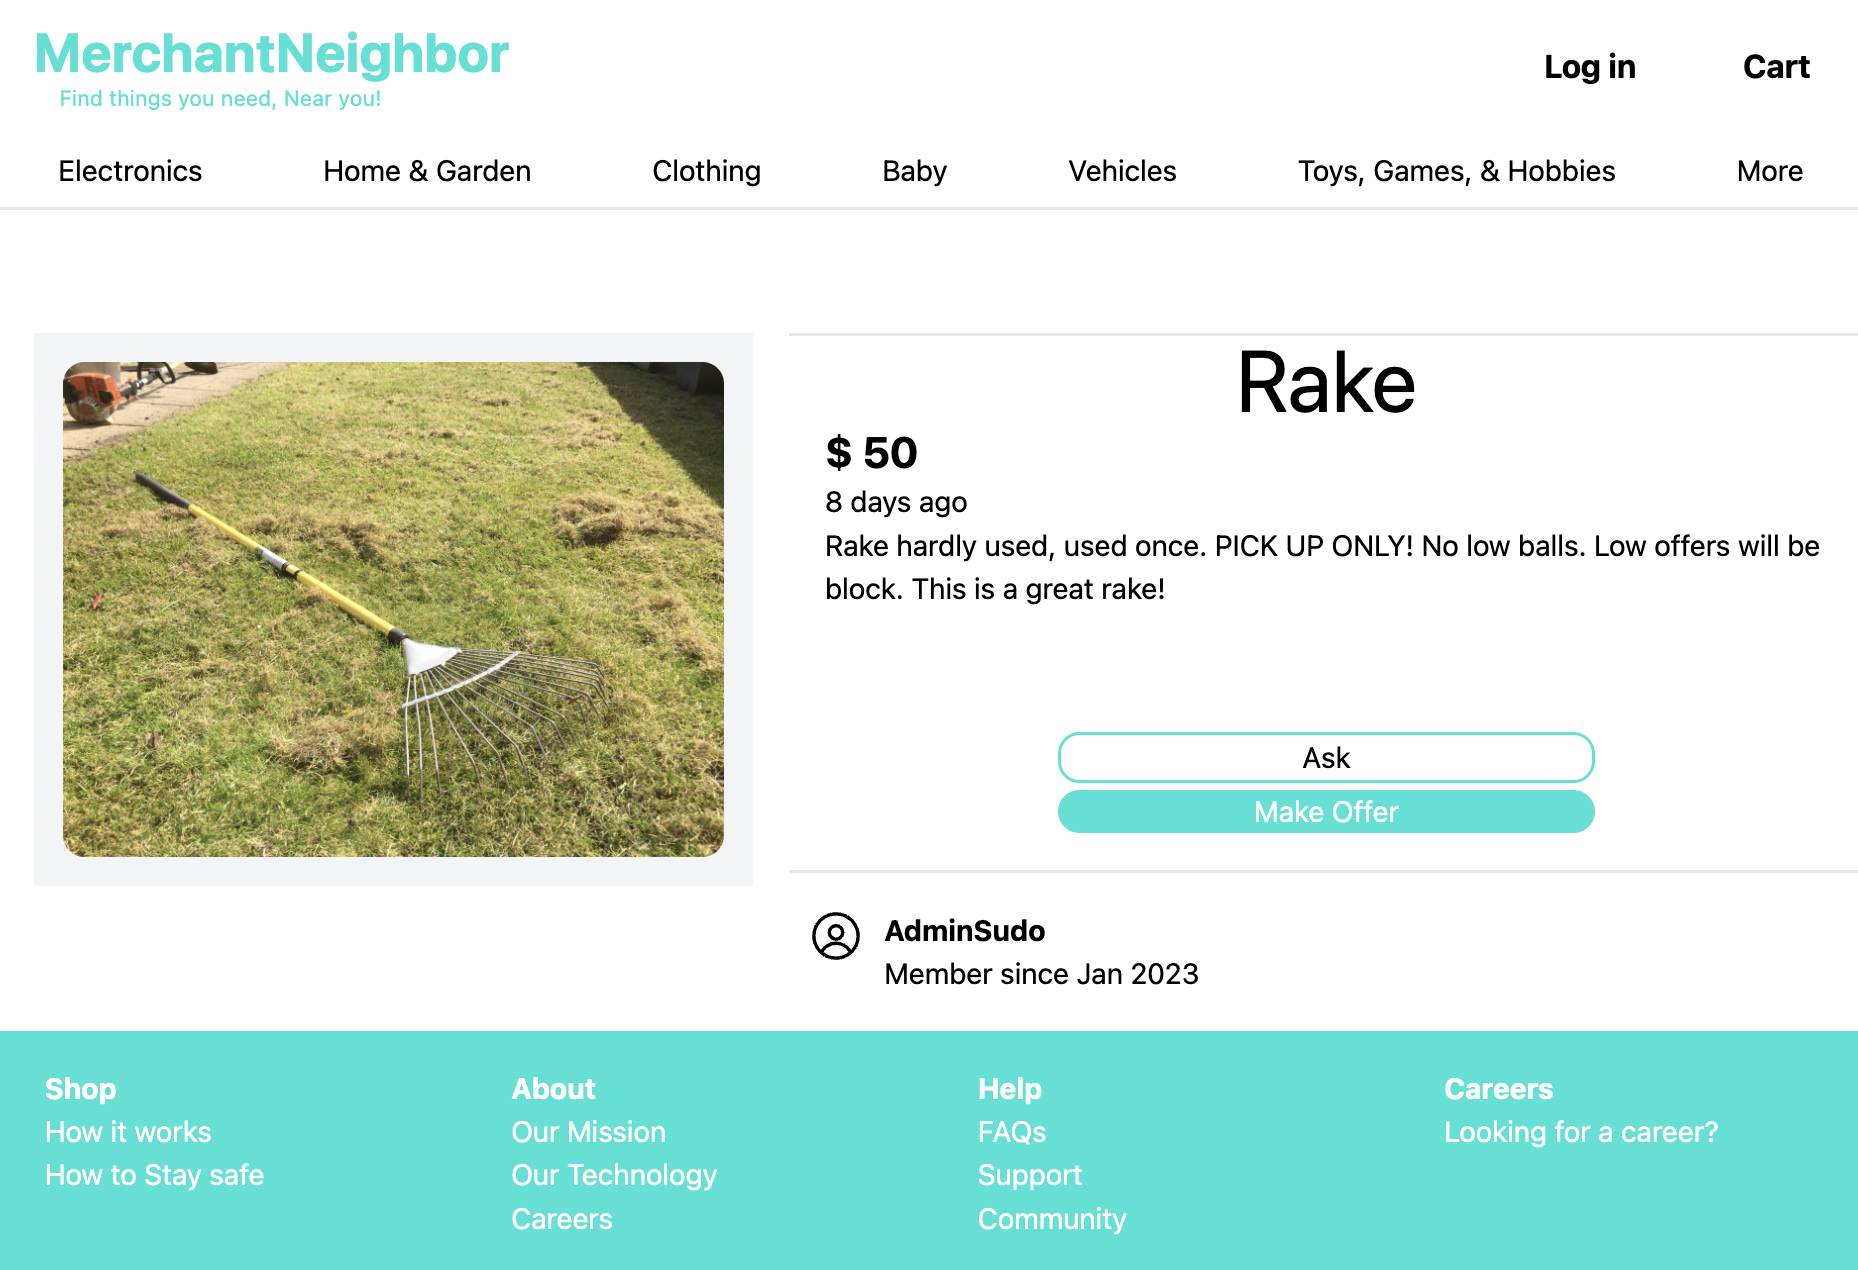 MerchantNeighbor
Find things you need, Near you!
Log in
Cart
Electronics
Home & Garden
Clothing
Baby
Vehicles
Toys, Games, & Hobbies
More
Rake
$ 50
8 days ago
Rake hardly used, used once. PICK UP ONLY! No low balls. Low offers will be
block. This is a great rake!
Ask
Make Offer
AdminSudo
Member since Jan 2023
Shop
How it works
How to Stay safe
About
Our Mission
Our Technology
Careers
Help
FAQs
Support
Community
Careers
Looking for a career?